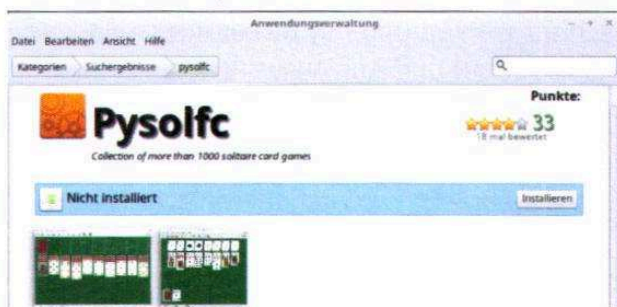 Anwendungsverwaltung
Datei Bearbeiten Ansicht Hilfe
Kategorien Suchergebnisse pysolfc
Pysolfc
Collection of more than 1000 solitaire card games
Punkte:
33
18 mal bewertet
Nicht installiert
Installieren